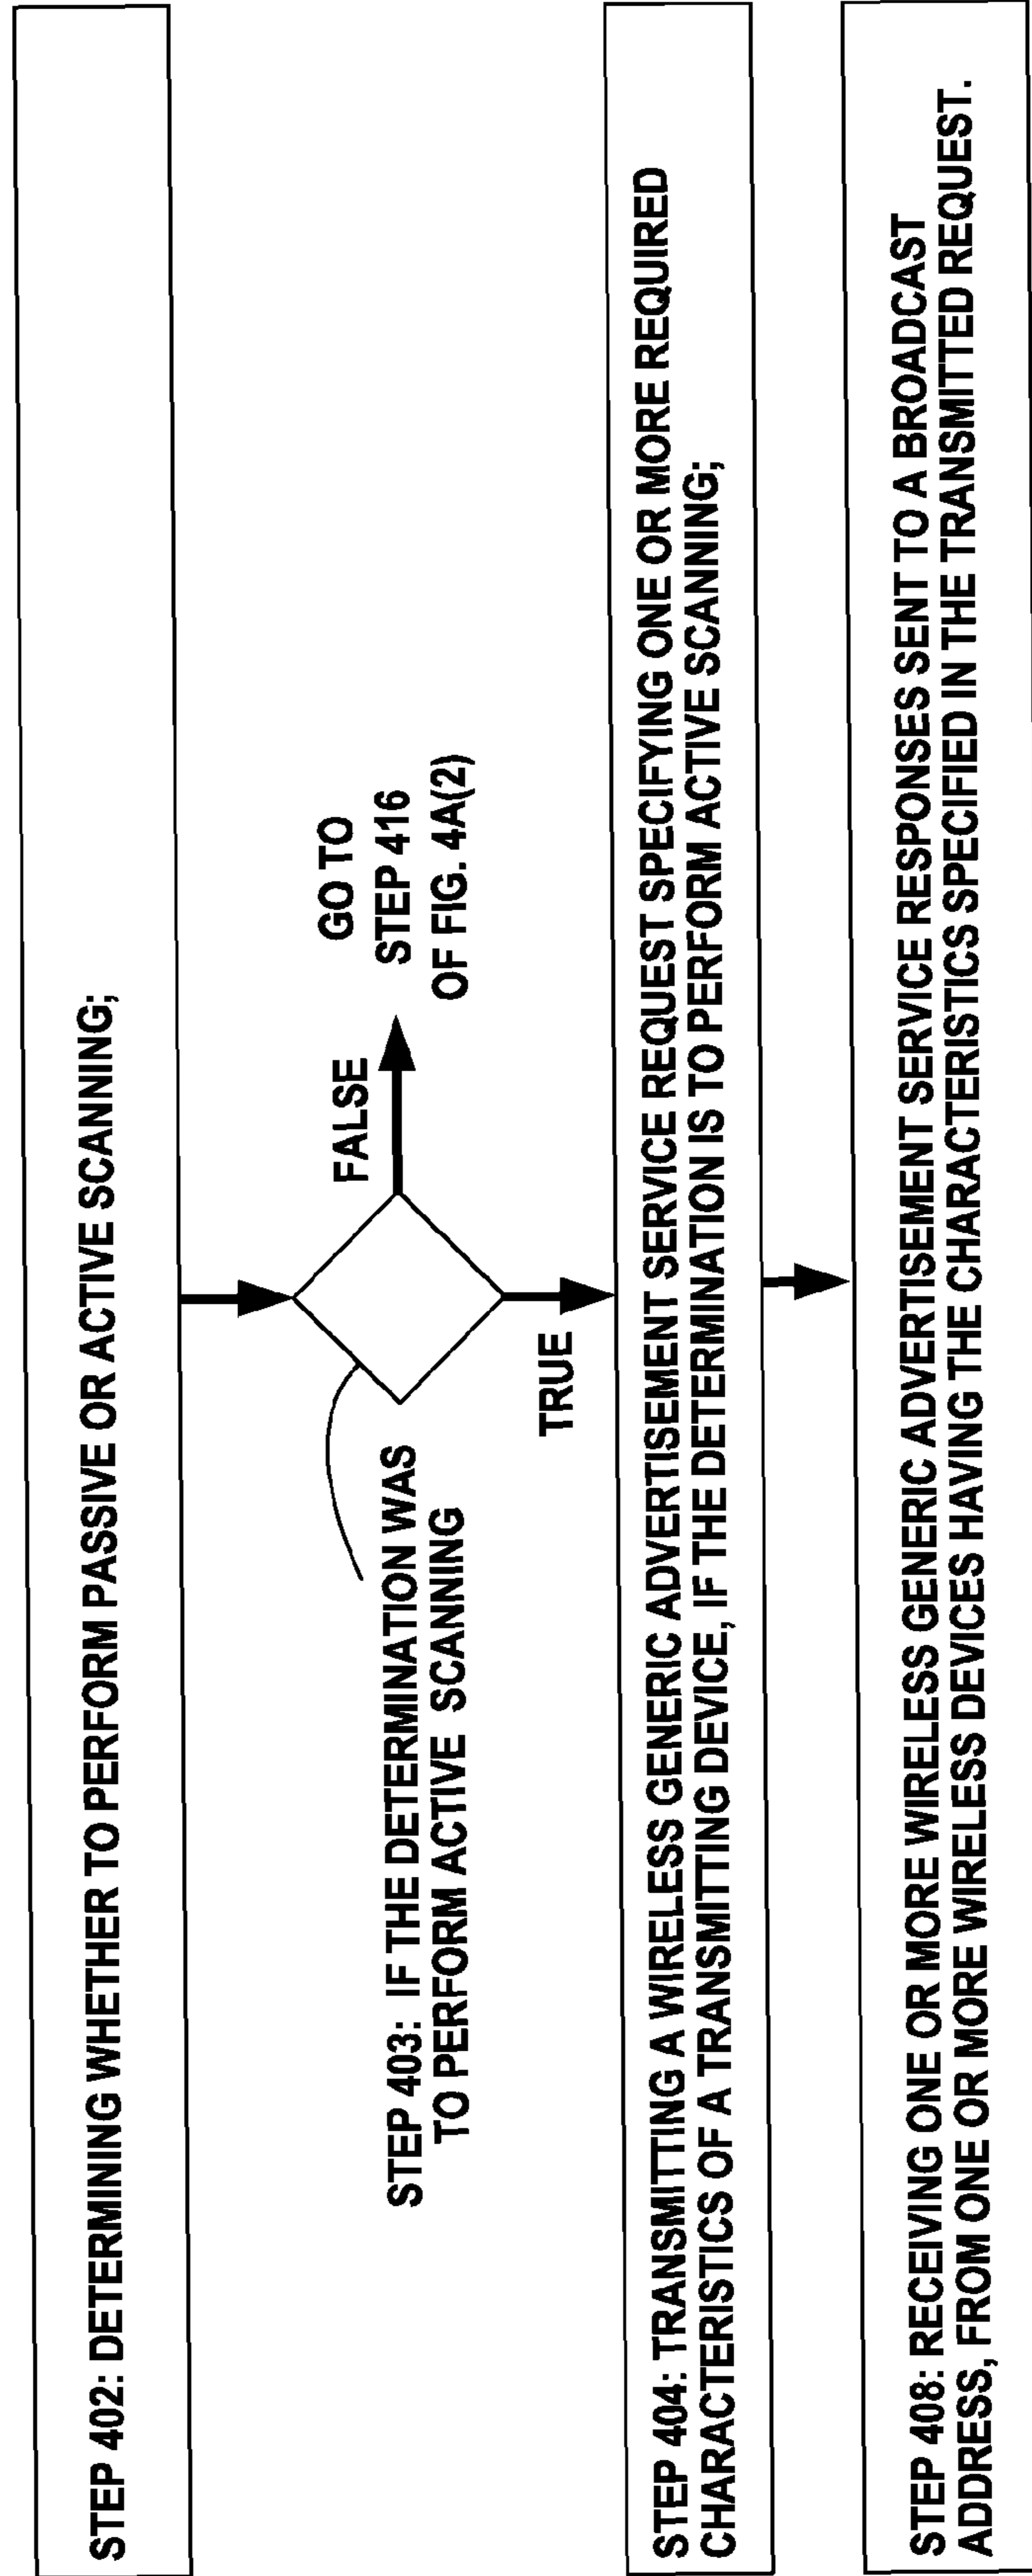 STEP 402: DETERMINING WHETHER TO PERFORM PASSIVE OR ACTIVE SCANNING;
STEP 403: IF THE DETERMINATION WAS
TO PERFORM ACTIVE SCANNING
FALSE
GO TO
STEP 416
OF FIG. 4A(2)
TRUE
STEP 404: TRANSMITTING A WIRELESS GENERIC ADVERTISEMENT SERVICE REQUEST SPECIFYING ONE OR MORE REQUIRED
CHARACTERISTICS OF A TRANSMITTING DEVICE, IF THE DETERMINATION IS TO PERFORM ACTIVE SCANNING;
STEP 408: RECEIVING ONE OR MORE WIRELESS GENERIC ADVERTISEMENT SERVICE RESPONSES SENT TO A BROADCAST
ADDRESS, FROM ONE OR MORE WIRELESS DEVICES HAVING THE CHARACTERISTICS SPECIFIED IN THE TRANSMITTED REQUEST.